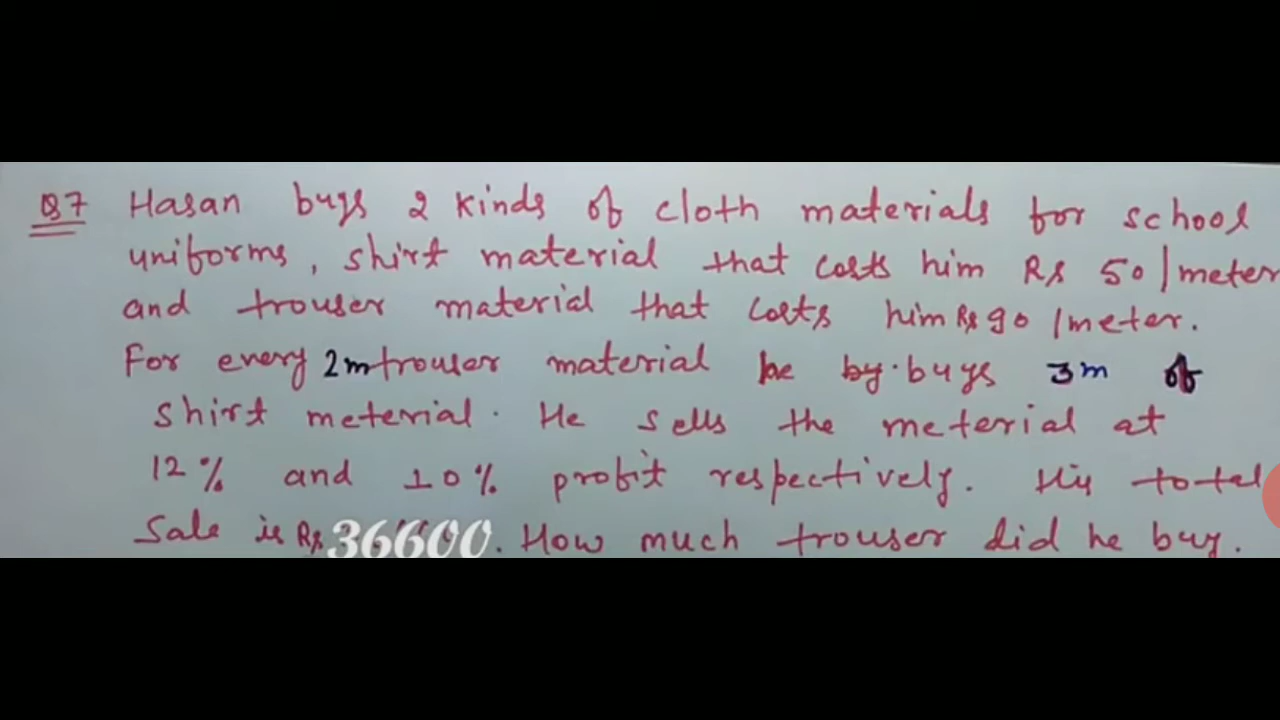 Q7 Hasan buys 2 kinds of cloth materials for school
uniforms, shirt material that costs him Rs 50/meter
and trouser material that costs him Rs 90/meter.
For every 2m trouser material he by. buys 3m of
shirt meterial. He sells the meterial at
12% and 10% profit respectively. His total
Sale is Rs. 36600. How much trouser did he buy.